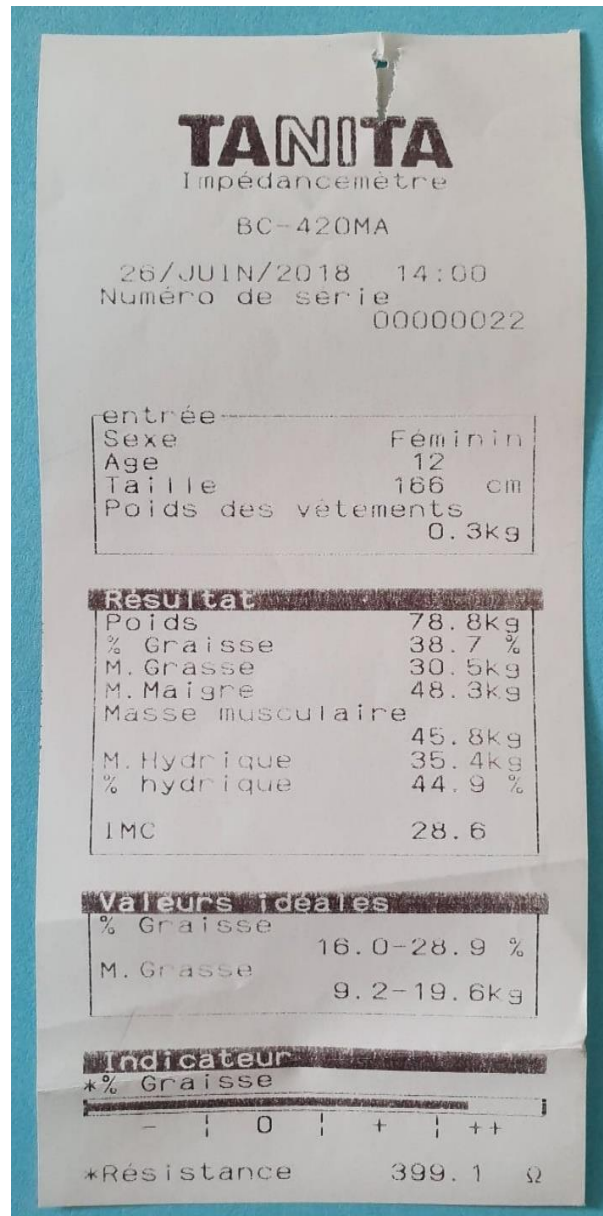 TANITA
Impédancemètre
BC-420MA
26/JUIN/2018 14:00
Numéro de série
00000022
entrée
Sexe Féminin
Age 12
Taille 166 cm
Poids des vêtements
0.3kg
Résultat
Poids 78.8kg
% Graisse 38.7 %
M.Grasse 30.5kg
M.Maigre 48.3kg
Masse musculaire
45.8kg
M.Hydrique 35.4kg
% hydrique 44.9 %
IMC 28.6
Valeurs idéales
% Graisse
16.0-28.9 %
M.Grasse
9.2-19.6kg
Indicateur
*% Graisse
- ¦ 0 ¦ + ¦ ++
*Résistance 399.1 Ω